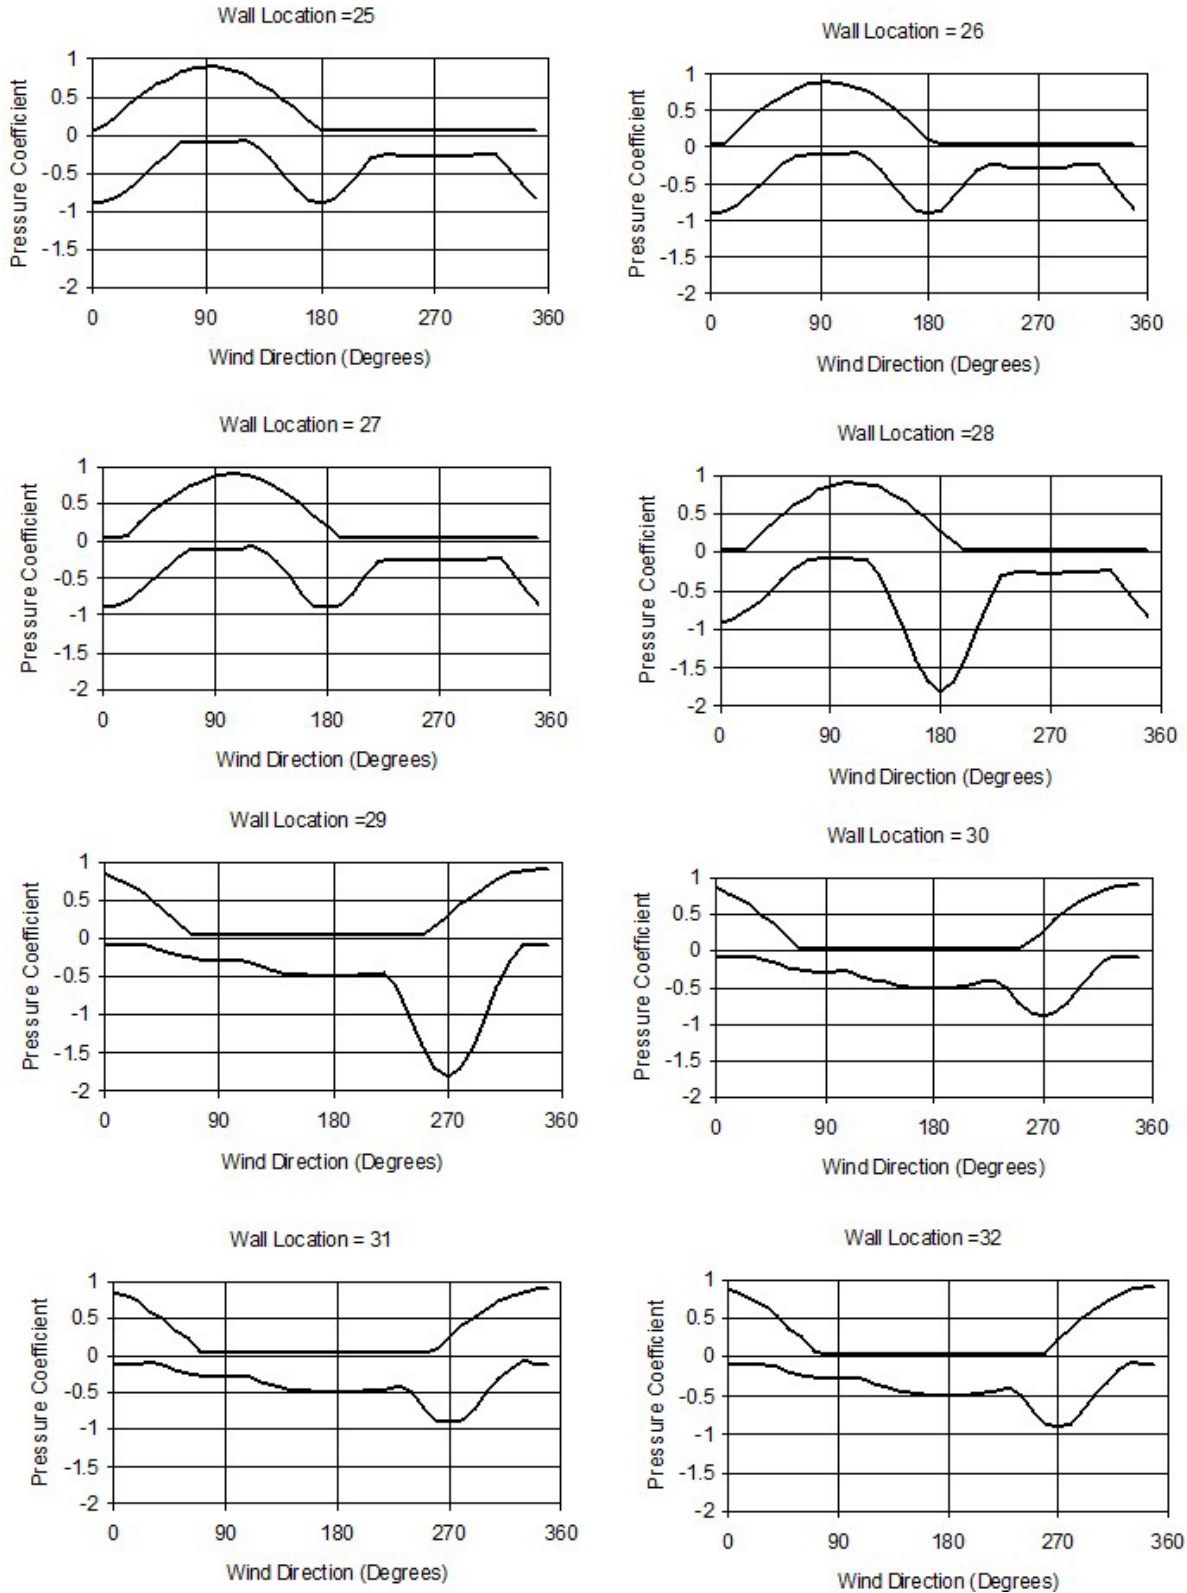 Wall Location =25
Pressure Coefficient
1
0.5
0
-0.5
-1
-1.5
-2
0 90 180 270 360
Wind Direction (Degrees)
Wall Location = 26
Pressure Coefficient
1
0.5
0
-0.5
-1
-1.5
-2
0 90 180 270 360
Wind Direction (Degrees)
Wall Location = 27
Pressure Coefficient
1
0.5
0
-0.5
-1
-1.5
-2
0 90 180 270 360
Wind Direction (Degrees)
Wall Location =28
Pressure Coefficient
1
0.5
0
-0.5
-1
-1.5
-2
0 90 180 270 360
Wind Direction (Degrees)
Wall Location =29
Pressure Coefficient
1
0.5
0
-0.5
-1
-1.5
-2
0 90 180 270 360
Wind Direction (Degrees)
Wall Location = 30
Pressure Coefficient
1
0.5
0
-0.5
-1
-1.5
-2
0 90 180 270 360
Wind Direction (Degrees)
Wall Location = 31
Pressure Coefficient
1
0.5
0
-0.5
-1
-1.5
-2
0 90 180 270 360
Wind Direction (Degrees)
Wall Location =32
Pressure Coefficient
1
0.5
0
-0.5
-1
-1.5
-2
0 90 180 270 360
Wind Direction (Degrees)